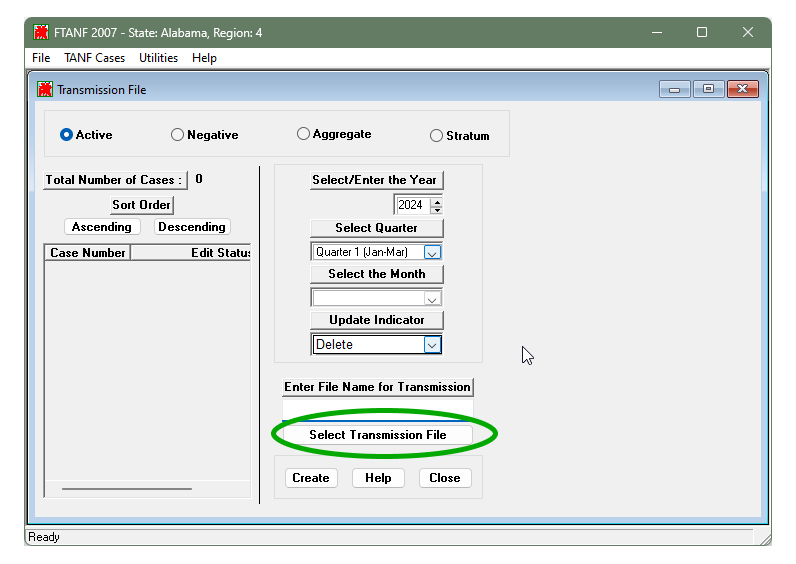 FTANF 2007 - State: Alabama, Region: 4
File TANF Cases Utilities Help
Transmission File
Active Negative Aggregate Stratum
Total Number of Cases : 0
Sort Order
Ascending Descending
Case Number Edit Status
Select/Enter the Year
2024
Select Quarter
Quarter 1 (Jan-Mar)
Select the Month
Update Indicator
Delete
Enter File Name for Transmission
Select Transmission File
Create Help Close
Ready